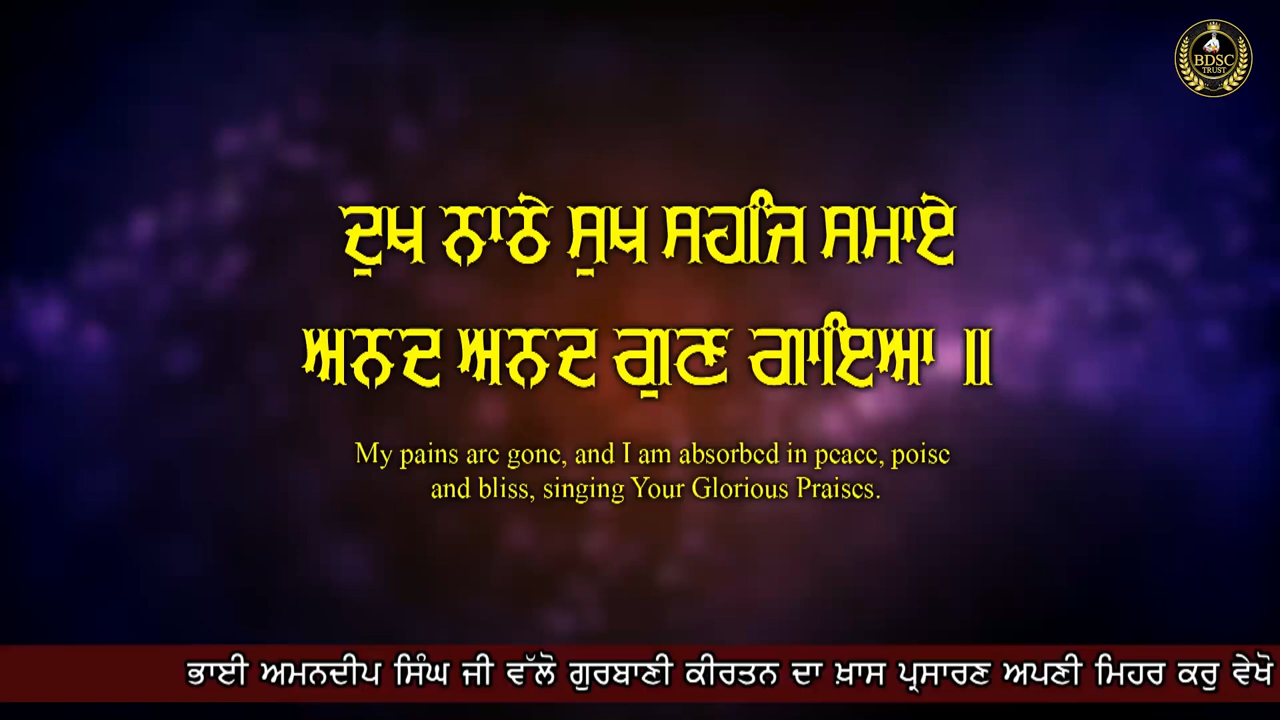 BDSC
TRUST
ਦੁਖ ਨਾਠੇ ਸੁਖ ਸਹਜਿ ਸਮਾਏ
ਅਨਦ ਅਨਦ ਗੁਣ ਗਾਇਆ ॥
My pains are gone, and I am absorbed in peace, poise
and bliss, singing Your Glorious Praises.
ਭਾਈ ਅਮਨਦੀਪ ਸਿੰਘ ਜੀ ਵੱਲੋ ਗੁਰਬਾਣੀ ਕੀਰਤਨ ਦਾ ਖ਼ਾਸ ਪ੍ਰਸਾਰਣ ਅਪਣੀ ਮਿਹਰ ਕਰੁ ਵੇਖੋ